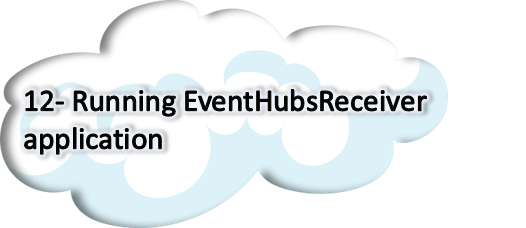 12- Running EventHubsReceiver
application